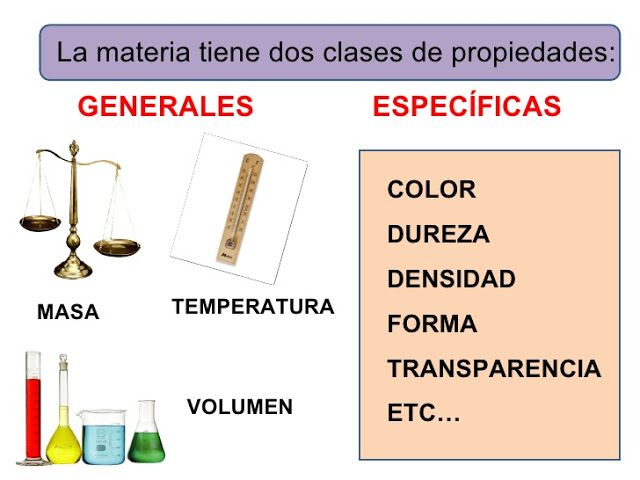 La materia tiene dos clases de propiedades:
GENERALES
ESPECÍFICAS
MASA
TEMPERATURA
VOLUMEN
COLOR
DUREZA
DENSIDAD
FORMA
TRANSPARENCIA
ETC…